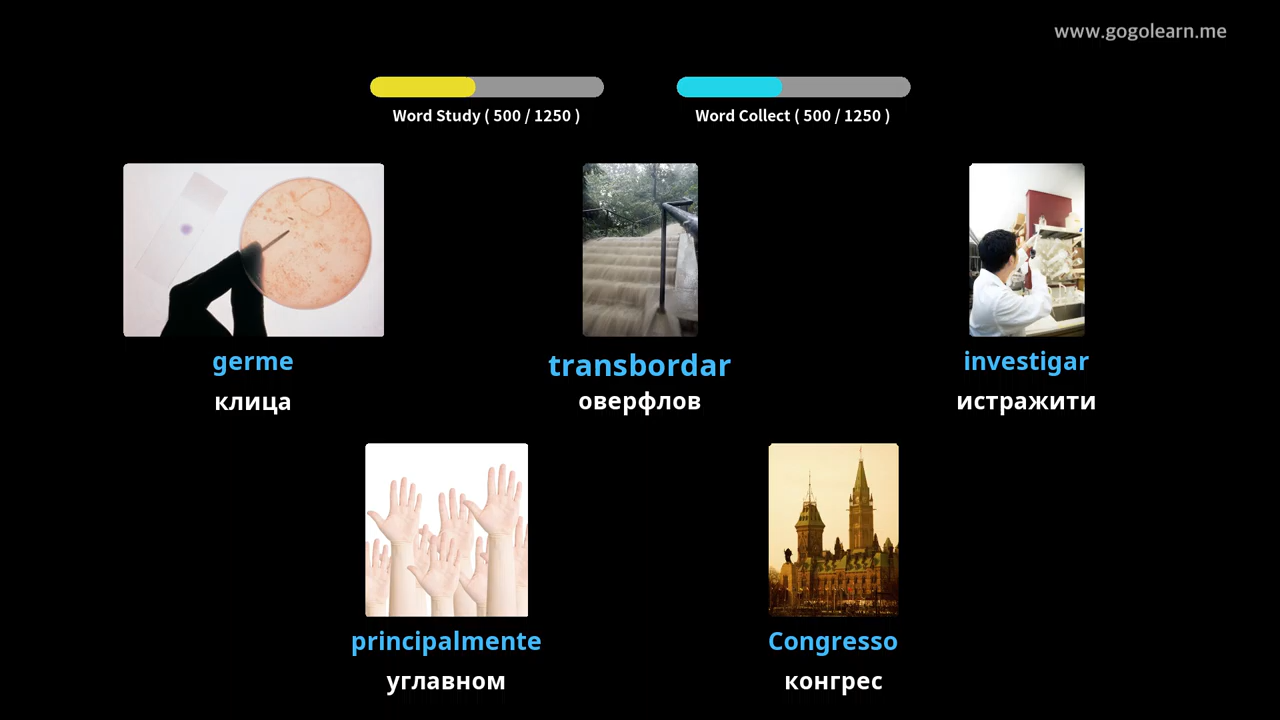 www.gogolearn.me
Word Study ( 500 / 1250 )
Word Collect ( 500 / 1250 )
germe
клица
transbordar
оверфлов
investigar
истражити
principalmente
углавном
Congresso
конгрес